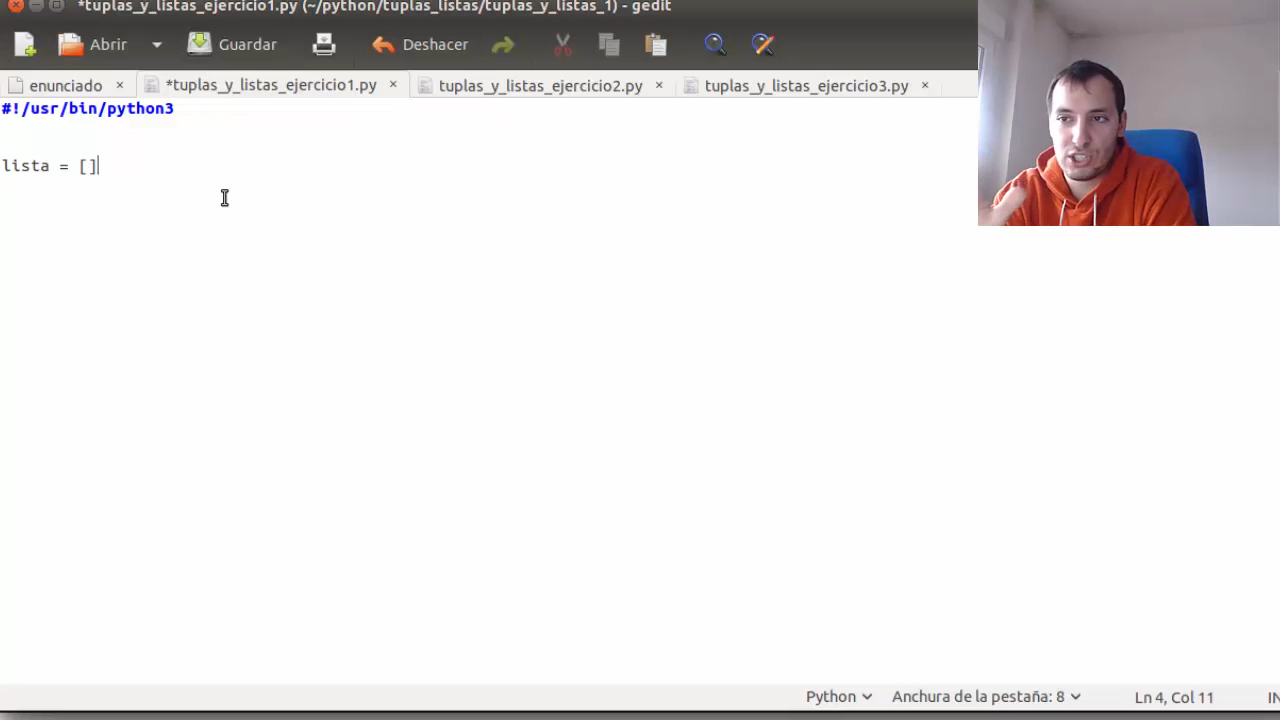 *tuplas_y_listas_ejercicio1.py (~/python/tuplas_listas/tuplas_y_listas_1) - gedit
Abrir Guardar Deshacer
enunciado × *tuplas_y_listas_ejercicio1.py × tuplas_y_listas_ejercicio2.py × tuplas_y_listas_ejercicio3.py ×
#!/usr/bin/python3
lista = []
Python Anchura de la pestaña: 8 Ln 4, Col 11 IN